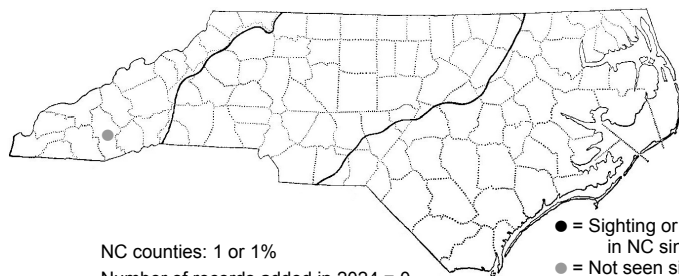 NC counties: 1 or 1%
Number of records added in 2024 = 0
● = Sighting or
in NC sin
● = Not seen si